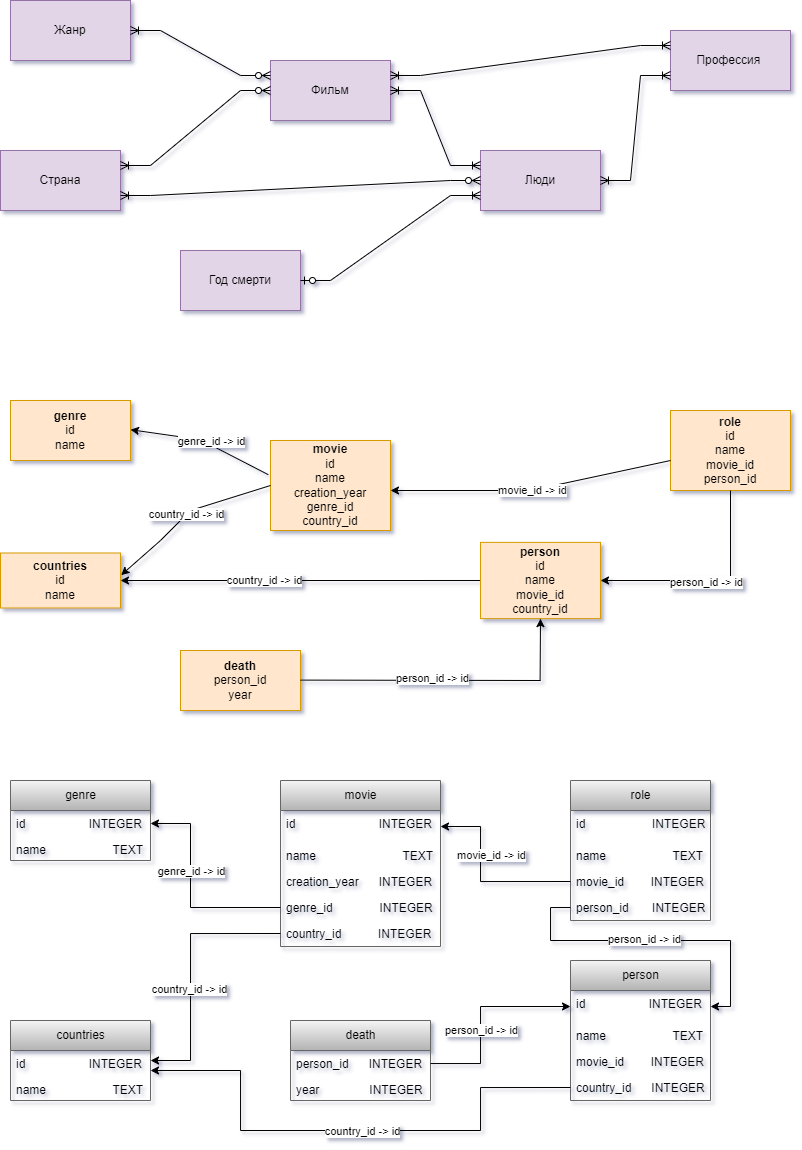 Жанр
Профессия
Фильм
Страна
Люди
Год смерти
genre
id
name
genre_id -> id
movie
id
name
creation_year
genre_id
country_id
role
id
name
movie_id
person_id
movie_id -> id
country_id -> id
countries
id
name
country_id -> id
person
id
name
movie_id
country_id
person_id -> id
death
person_id
year
person_id -> id
genre
id INTEGER
name TEXT
genre_id -> id
movie
id INTEGER
name TEXT
creation_year INTEGER
genre_id INTEGER
country_id INTEGER
movie_id -> id
role
id INTEGER
name TEXT
movie_id INTEGER
person_id INTEGER
person_id -> id
country_id -> id
person
id INTEGER
name TEXT
movie_id INTEGER
country_id INTEGER
countries
id INTEGER
name TEXT
death
person_id INTEGER
year INTEGER
person_id -> id
country_id -> id